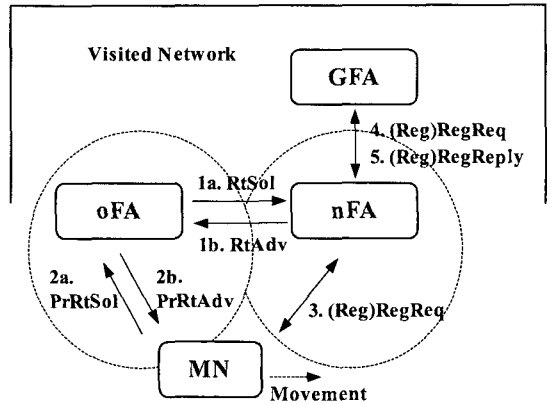 Visited Network
GFA
4. (Reg)RegReq
5. (Reg)RegReply
1a. RtSol
oFA
nFA
1b. RtAdv
2a.
PrRtSol
2b.
PrRtAdv
3. (Reg)RegReq
MN
Movement